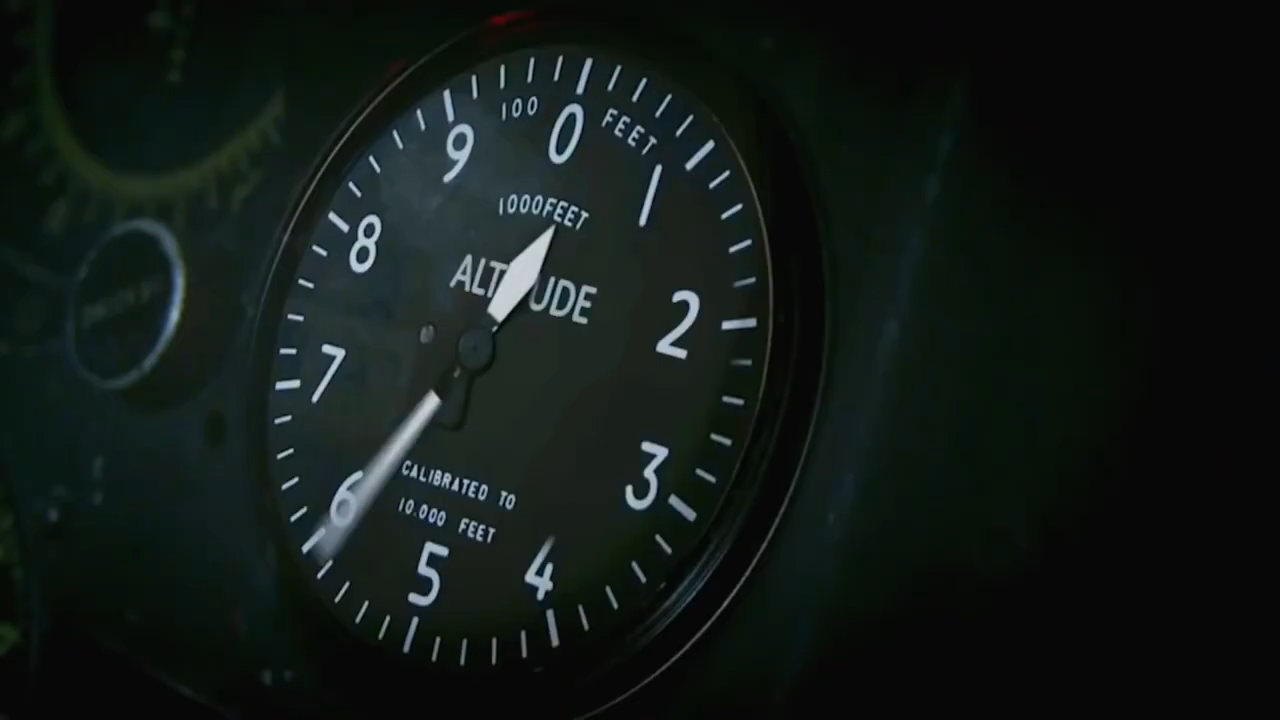 100 FEET
0
1
2
3
4
5
6
7
8
9
1000FEET
ALTITUDE
CALIBRATED TO
10.000 FEET